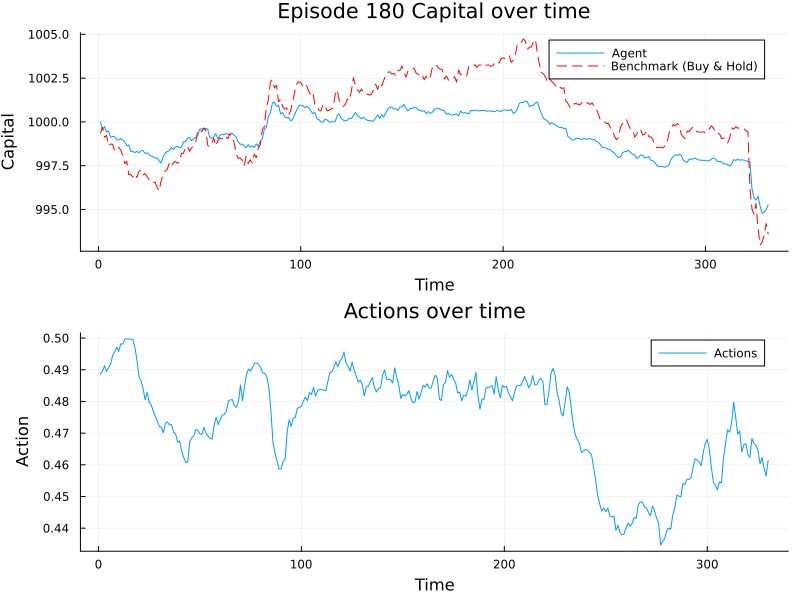 Episode 180 Capital over time
Capital
1005.0
1002.5
1000.0
997.5
995.0
Agent
Benchmark (Buy & Hold)
0
100
200
300
Time
Actions over time
Action
0.50
0.49
0.48
0.47
0.46
0.45
0.44
Actions
0
100
200
300
Time